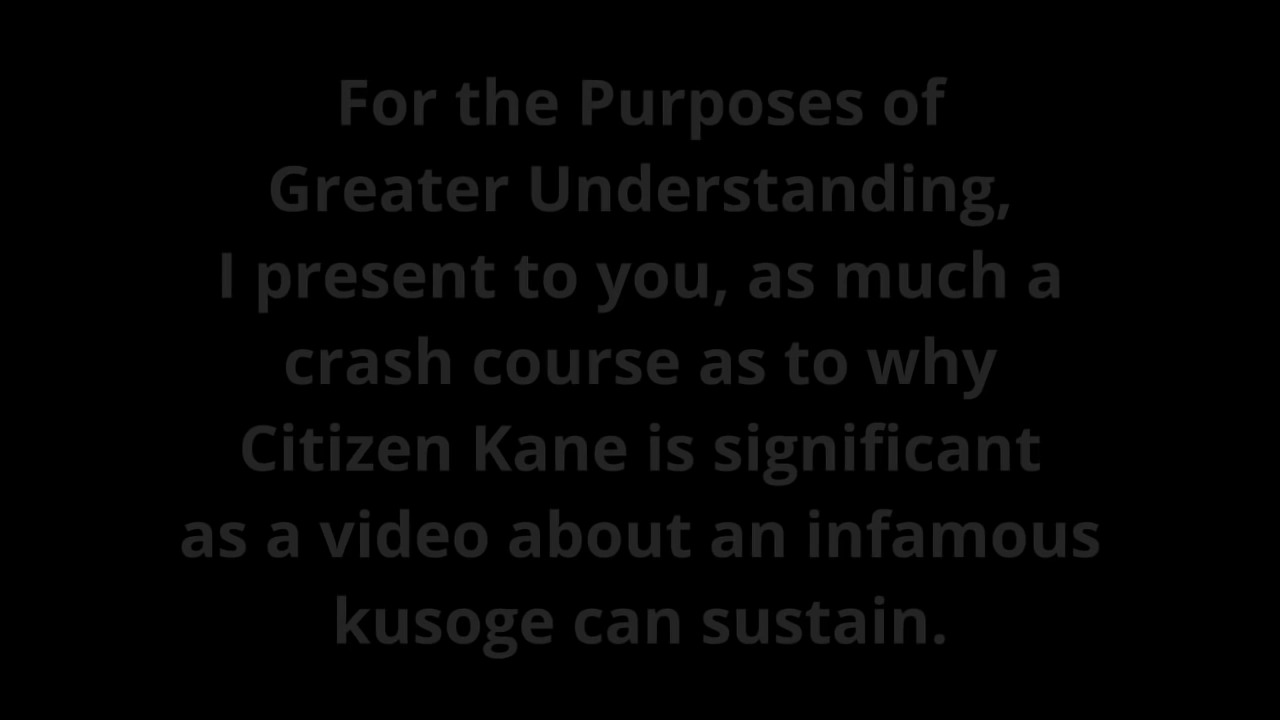 For the Purposes of
Greater Understanding,
I present to you, as much a
crash course as to why
Citizen Kane is significant
as a video about an infamous
kusoge can sustain.